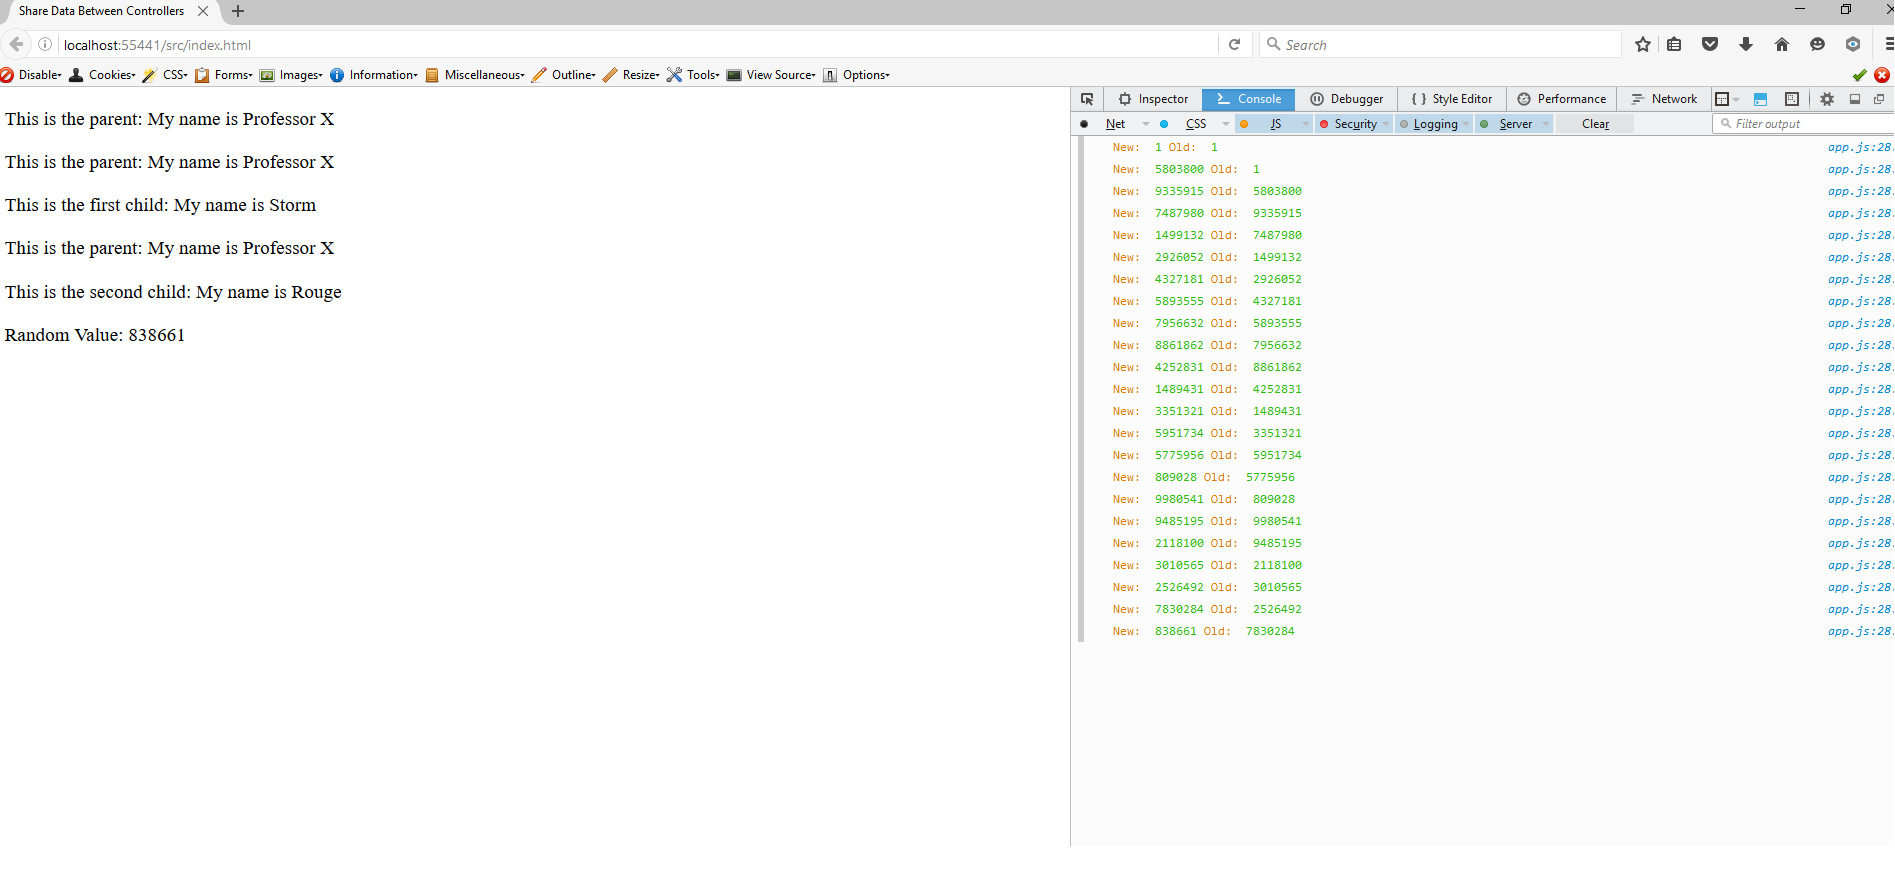 Share Data Between Controllers
localhost:55441/src/index.html
Search
Disable Cookies CSS Forms Images Information Miscellaneous Outline Resize Tools View Source Options
This is the parent: My name is Professor X
This is the parent: My name is Professor X
This is the first child: My name is Storm
This is the parent: My name is Professor X
This is the second child: My name is Rouge
Random Value: 838661
Inspector Console Debugger { } Style Editor Performance Network
Net CSS JS Security Logging Server Clear Filter output
New: 1 Old: 1 app.js:28:
New: 5803800 Old: 1 app.js:28:
New: 9335915 Old: 5803800 app.js:28:
New: 7487980 Old: 9335915 app.js:28:
New: 1499132 Old: 7487980 app.js:28:
New: 2926052 Old: 1499132 app.js:28:
New: 4327181 Old: 2926052 app.js:28:
New: 5893555 Old: 4327181 app.js:28:
New: 7956632 Old: 5893555 app.js:28:
New: 8861862 Old: 7956632 app.js:28:
New: 4252831 Old: 8861862 app.js:28:
New: 1489431 Old: 4252831 app.js:28:
New: 3351321 Old: 1489431 app.js:28:
New: 5951734 Old: 3351321 app.js:28:
New: 5775956 Old: 5951734 app.js:28:
New: 809028 Old: 5775956 app.js:28:
New: 9980541 Old: 809028 app.js:28:
New: 9485195 Old: 9980541 app.js:28:
New: 2118100 Old: 9485195 app.js:28:
New: 3010565 Old: 2118100 app.js:28:
New: 2526492 Old: 3010565 app.js:28:
New: 7830284 Old: 2526492 app.js:28:
New: 838661 Old: 7830284 app.js:28: